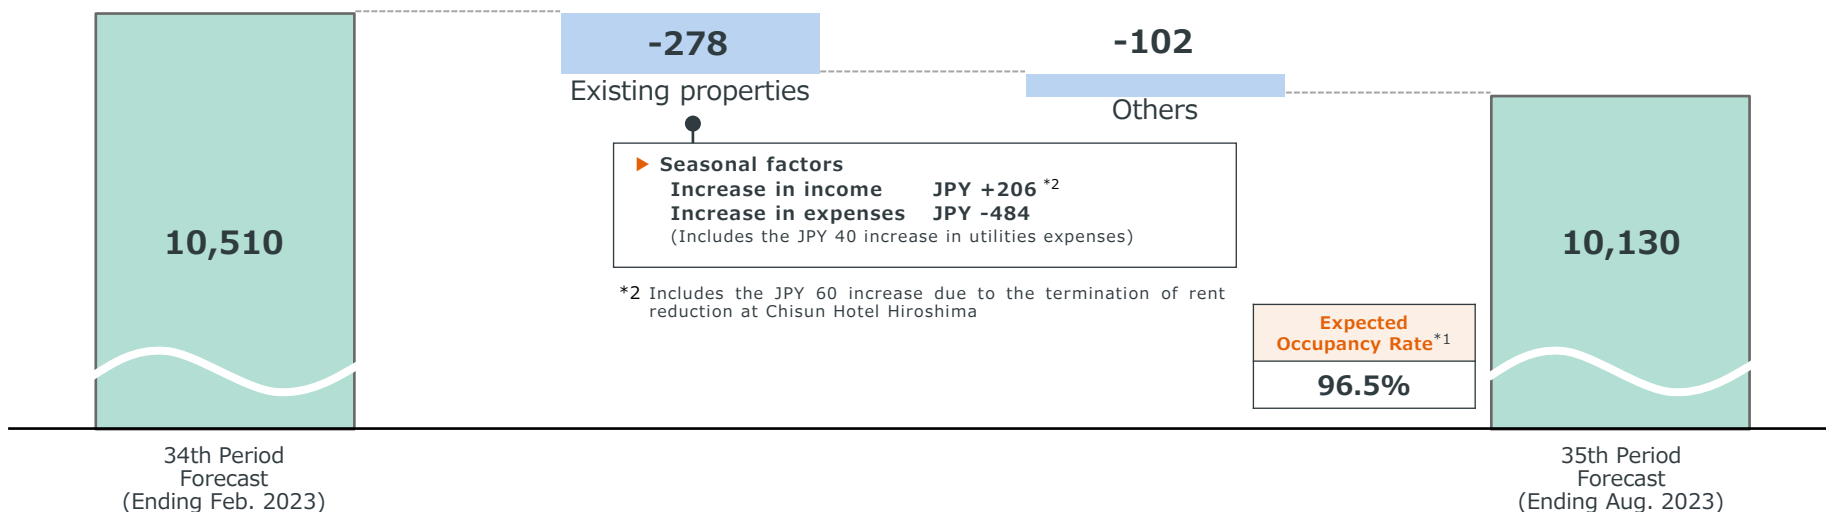 -278
-102
Existing properties
Others
▶ Seasonal factors
Increase in income JPY +206 *2
Increase in expenses JPY -484
(Includes the JPY 40 increase in utilities expenses)
10,510
10,130
*2 Includes the JPY 60 increase due to the termination of rent
reduction at Chisun Hotel Hiroshima
Expected
Occupancy Rate*1
96.5%
34th Period
Forecast
(Ending Feb. 2023)
35th Period
Forecast
(Ending Aug. 2023)